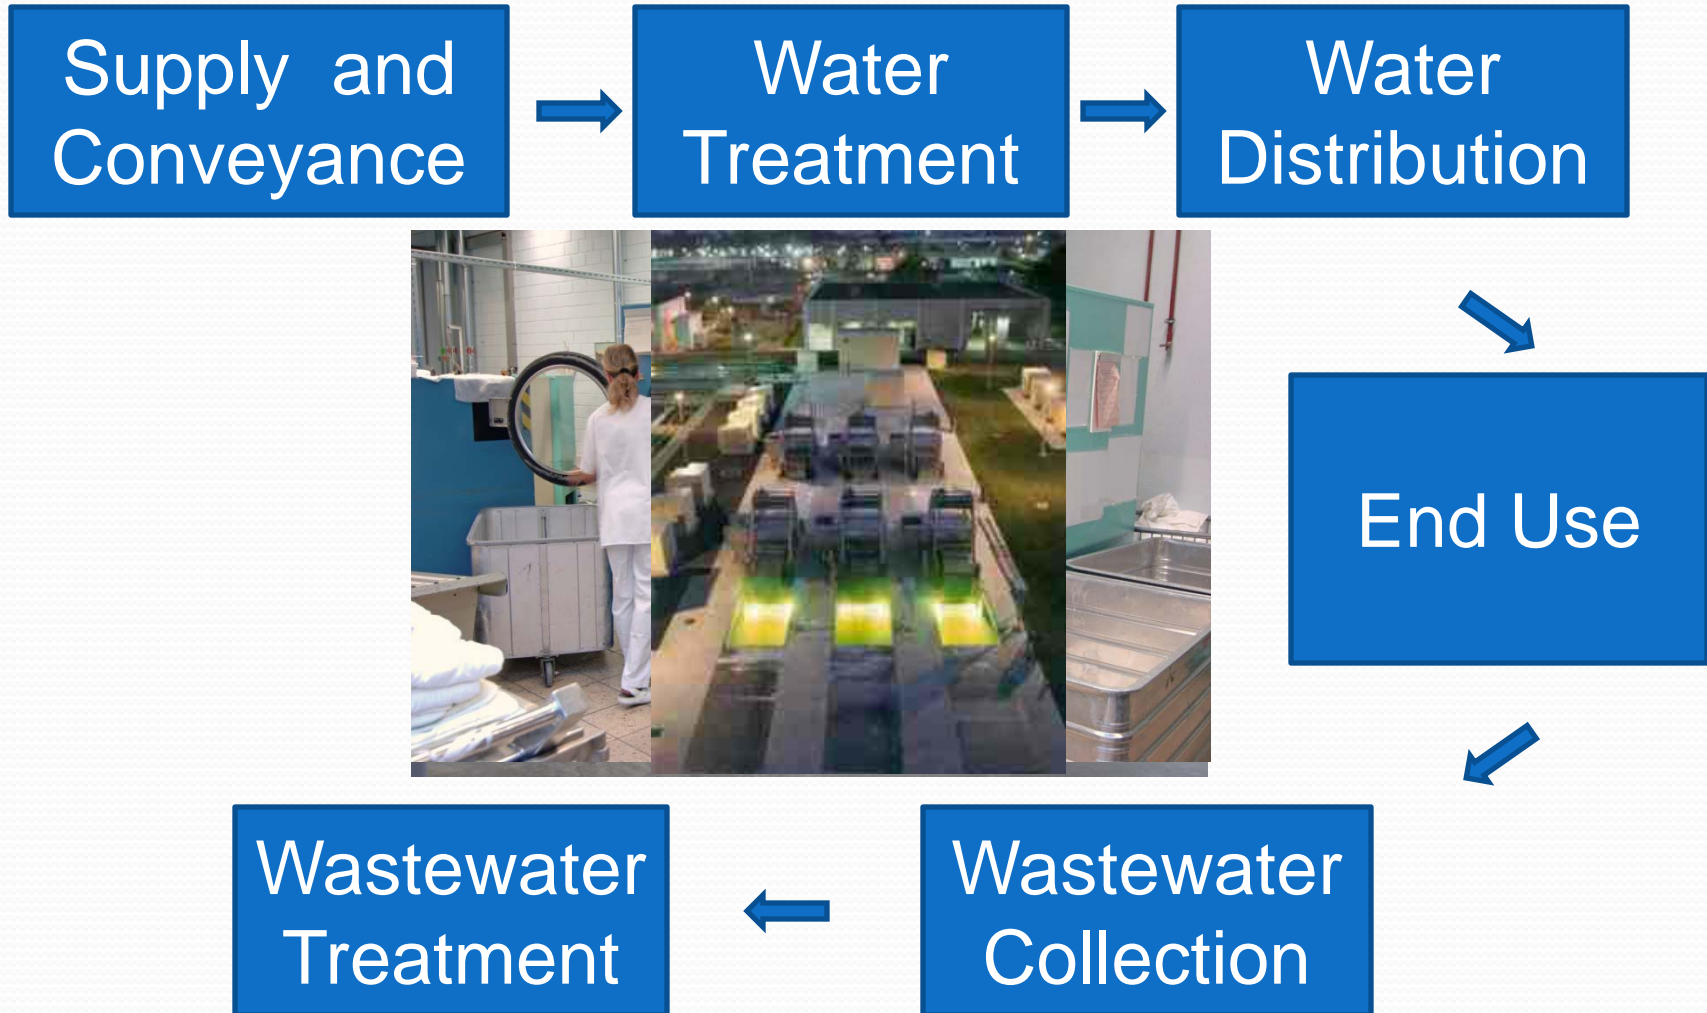 Supply and
Conveyance
Water
Treatment
Water
Distribution
End Use
Wastewater
Collection
Wastewater
Treatment